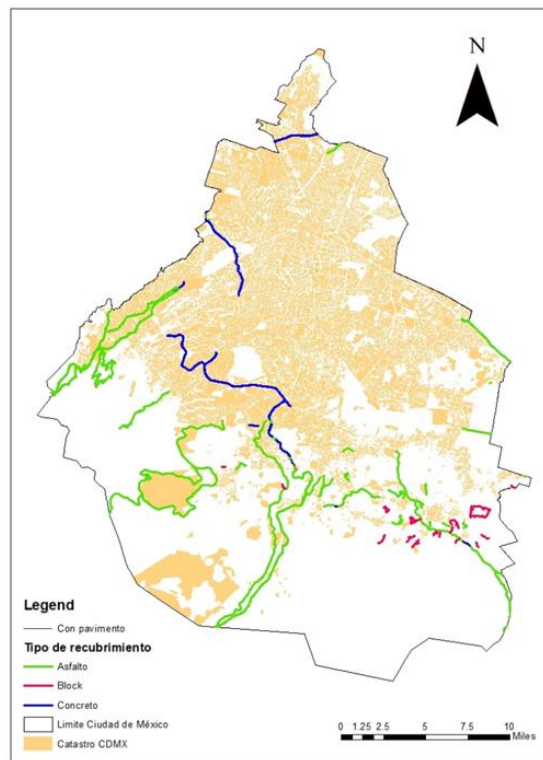 N
Legend
Con pavimento
Tipo de recubrimiento
Asfalto
Block
Concreto
Limite Ciudad de México
Catastro CDMX
0 1.25 2.5 5 7.5 10
Miles